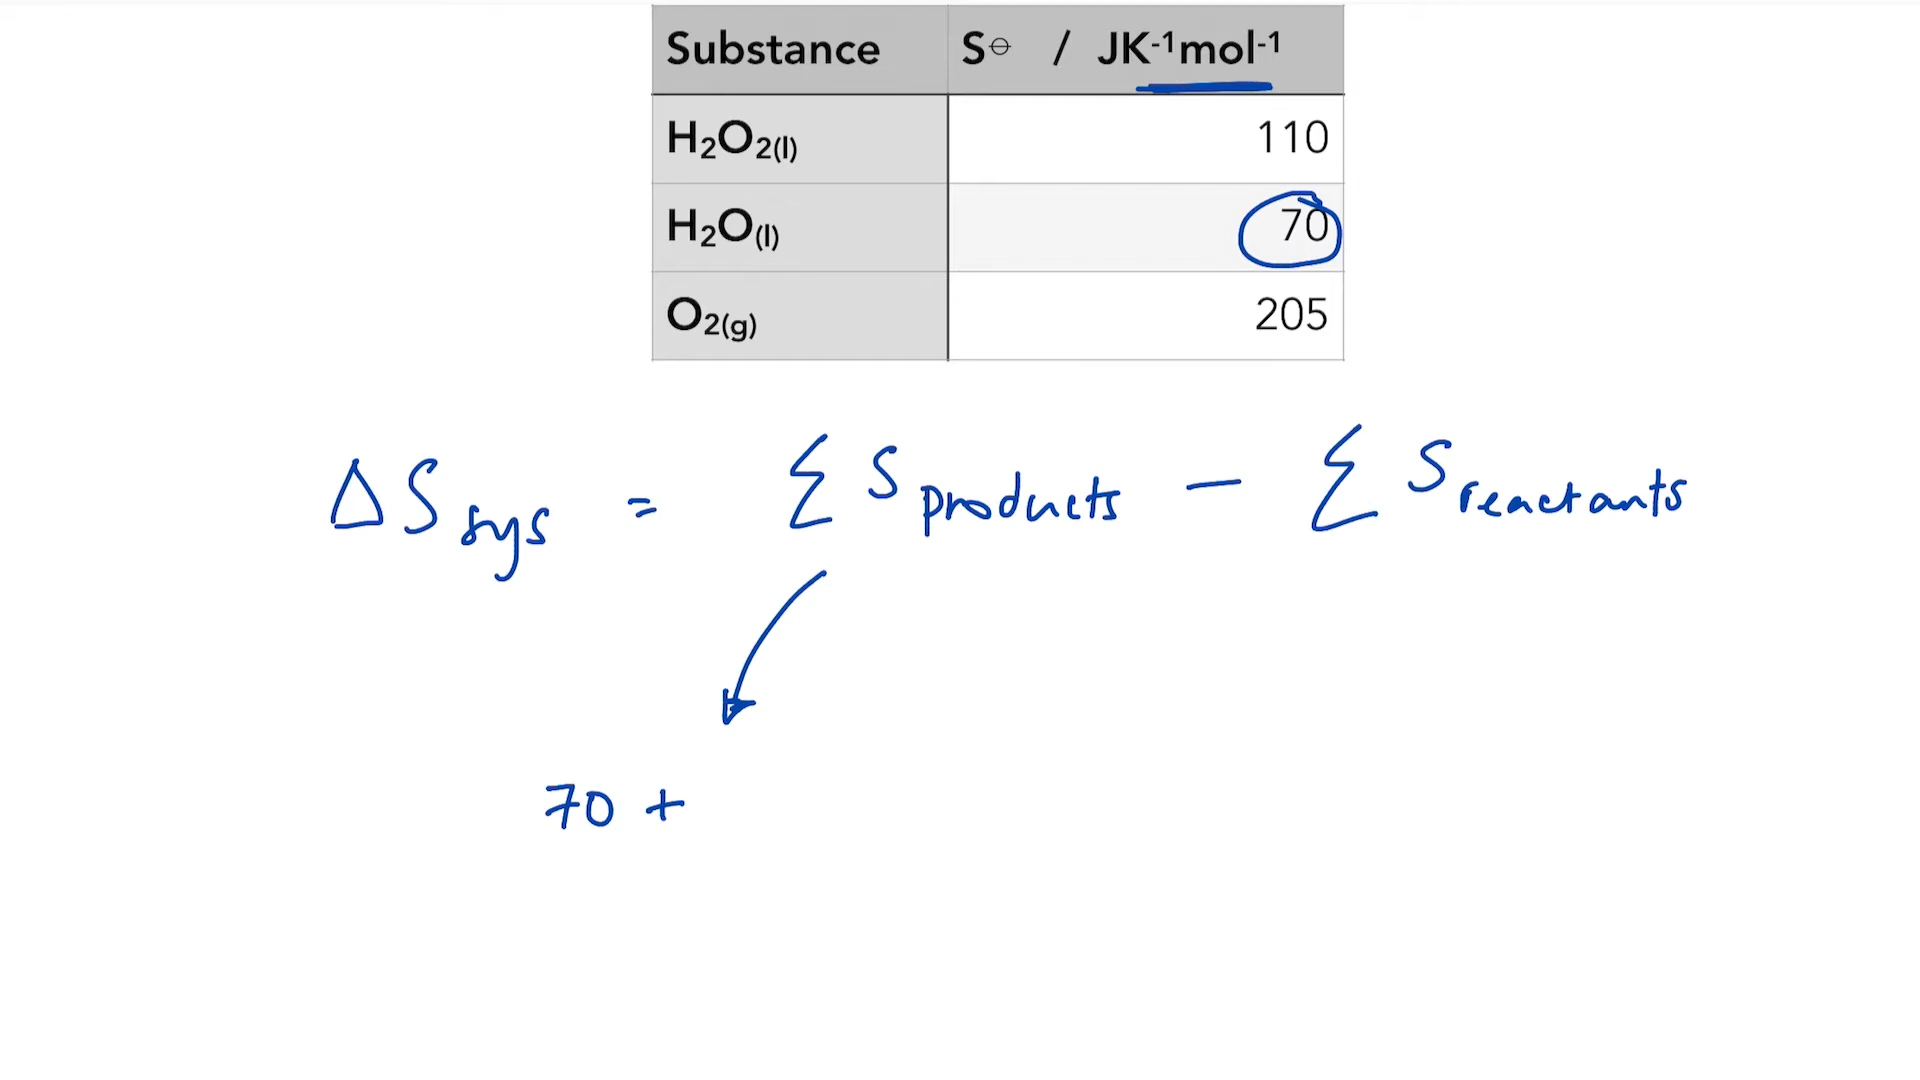 Substance S⊖ / JK⁻¹mol⁻¹
H₂O₂₍ₗ₎ 110
H₂O₍ₗ₎ 70
O₂(g) 205
ΔS sys = Σ S products − Σ S reactants
70 +